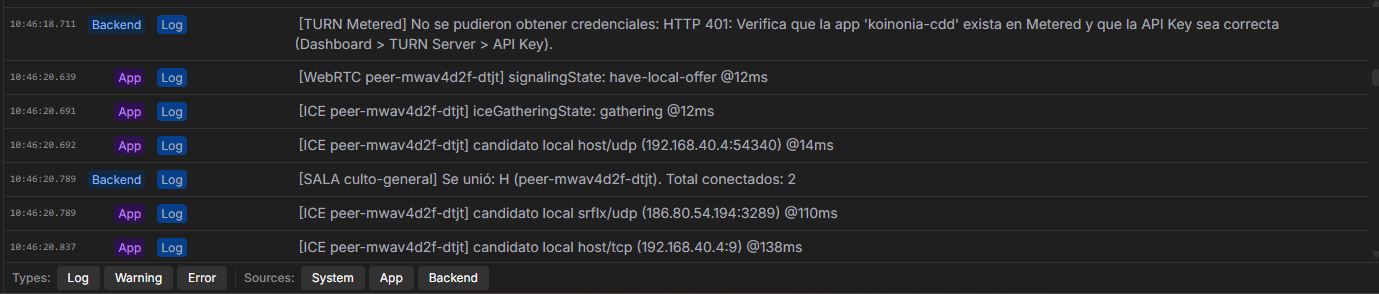 10:46:18.711 Backend Log [TURN Metered] No se pudieron obtener credenciales: HTTP 401: Verifica que la app 'koinonia-cdd' exista en Metered y que la API Key sea correcta
(Dashboard > TURN Server > API Key).
10:46:20.639 App Log [WebRTC peer-mwav4d2f-dtjt] signalingState: have-local-offer @12ms
10:46:20.691 App Log [ICE peer-mwav4d2f-dtjt] iceGatheringState: gathering @12ms
10:46:20.692 App Log [ICE peer-mwav4d2f-dtjt] candidato local host/udp (192.168.40.4:54340) @14ms
10:46:20.789 Backend Log [SALA culto-general] Se unió: H (peer-mwav4d2f-dtjt). Total conectados: 2
10:46:20.789 App Log [ICE peer-mwav4d2f-dtjt] candidato local srflx/udp (186.80.54.194:3289) @110ms
10:46:20.837 App Log [ICE peer-mwav4d2f-dtjt] candidato local host/tcp (192.168.40.4:9) @138ms
Types: Log Warning Error Sources: System App Backend